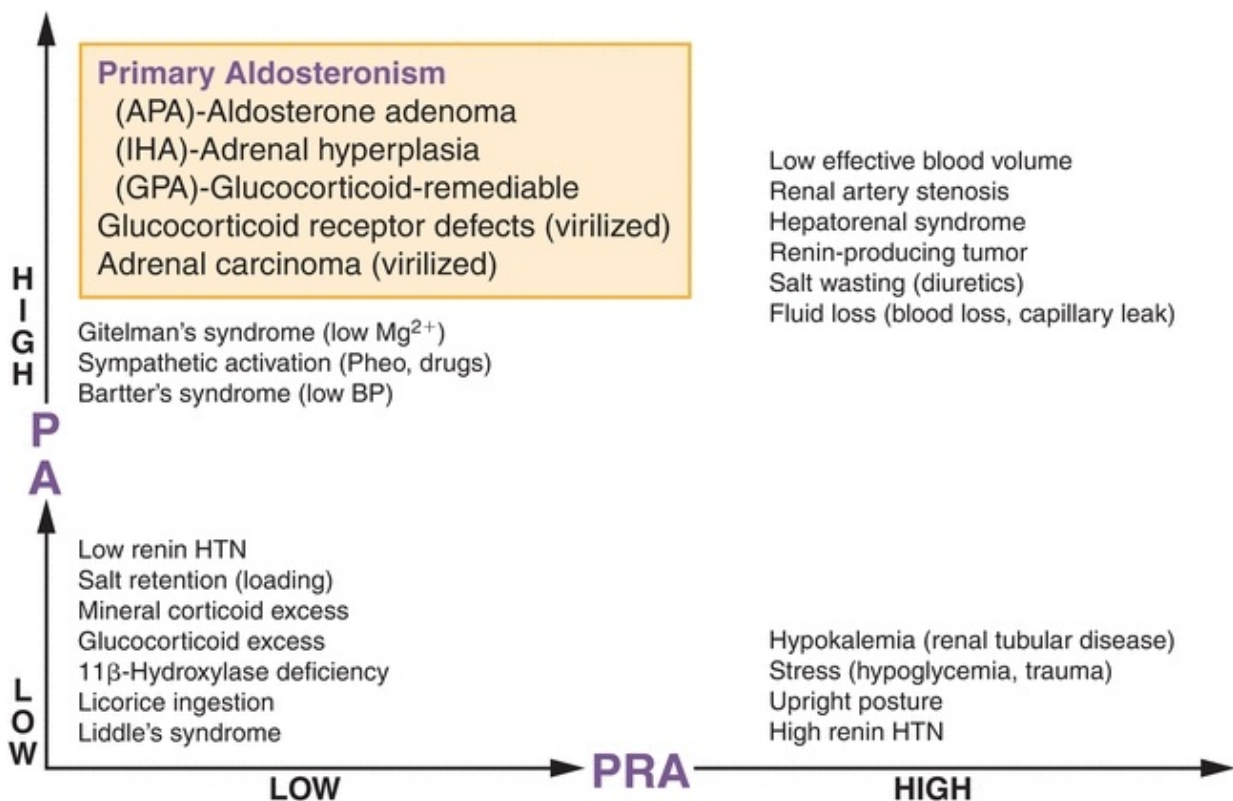 Primary Aldosteronism
(APA)-Aldosterone adenoma
(IHA)-Adrenal hyperplasia
(GPA)-Glucocorticoid-remediable
Glucocorticoid receptor defects (virilized)
Adrenal carcinoma (virilized)
Gitelman's syndrome (low Mg²⁺)
Sympathetic activation (Pheo, drugs)
Bartter's syndrome (low BP)
Low effective blood volume
Renal artery stenosis
Hepatorenal syndrome
Renin-producing tumor
Salt wasting (diuretics)
Fluid loss (blood loss, capillary leak)
HIGH
PA
LOW
Low renin HTN
Salt retention (loading)
Mineral corticoid excess
Glucocorticoid excess
11β-Hydroxylase deficiency
Licorice ingestion
Liddle's syndrome
Hypokalemia (renal tubular disease)
Stress (hypoglycemia, trauma)
Upright posture
High renin HTN
LOW PRA HIGH